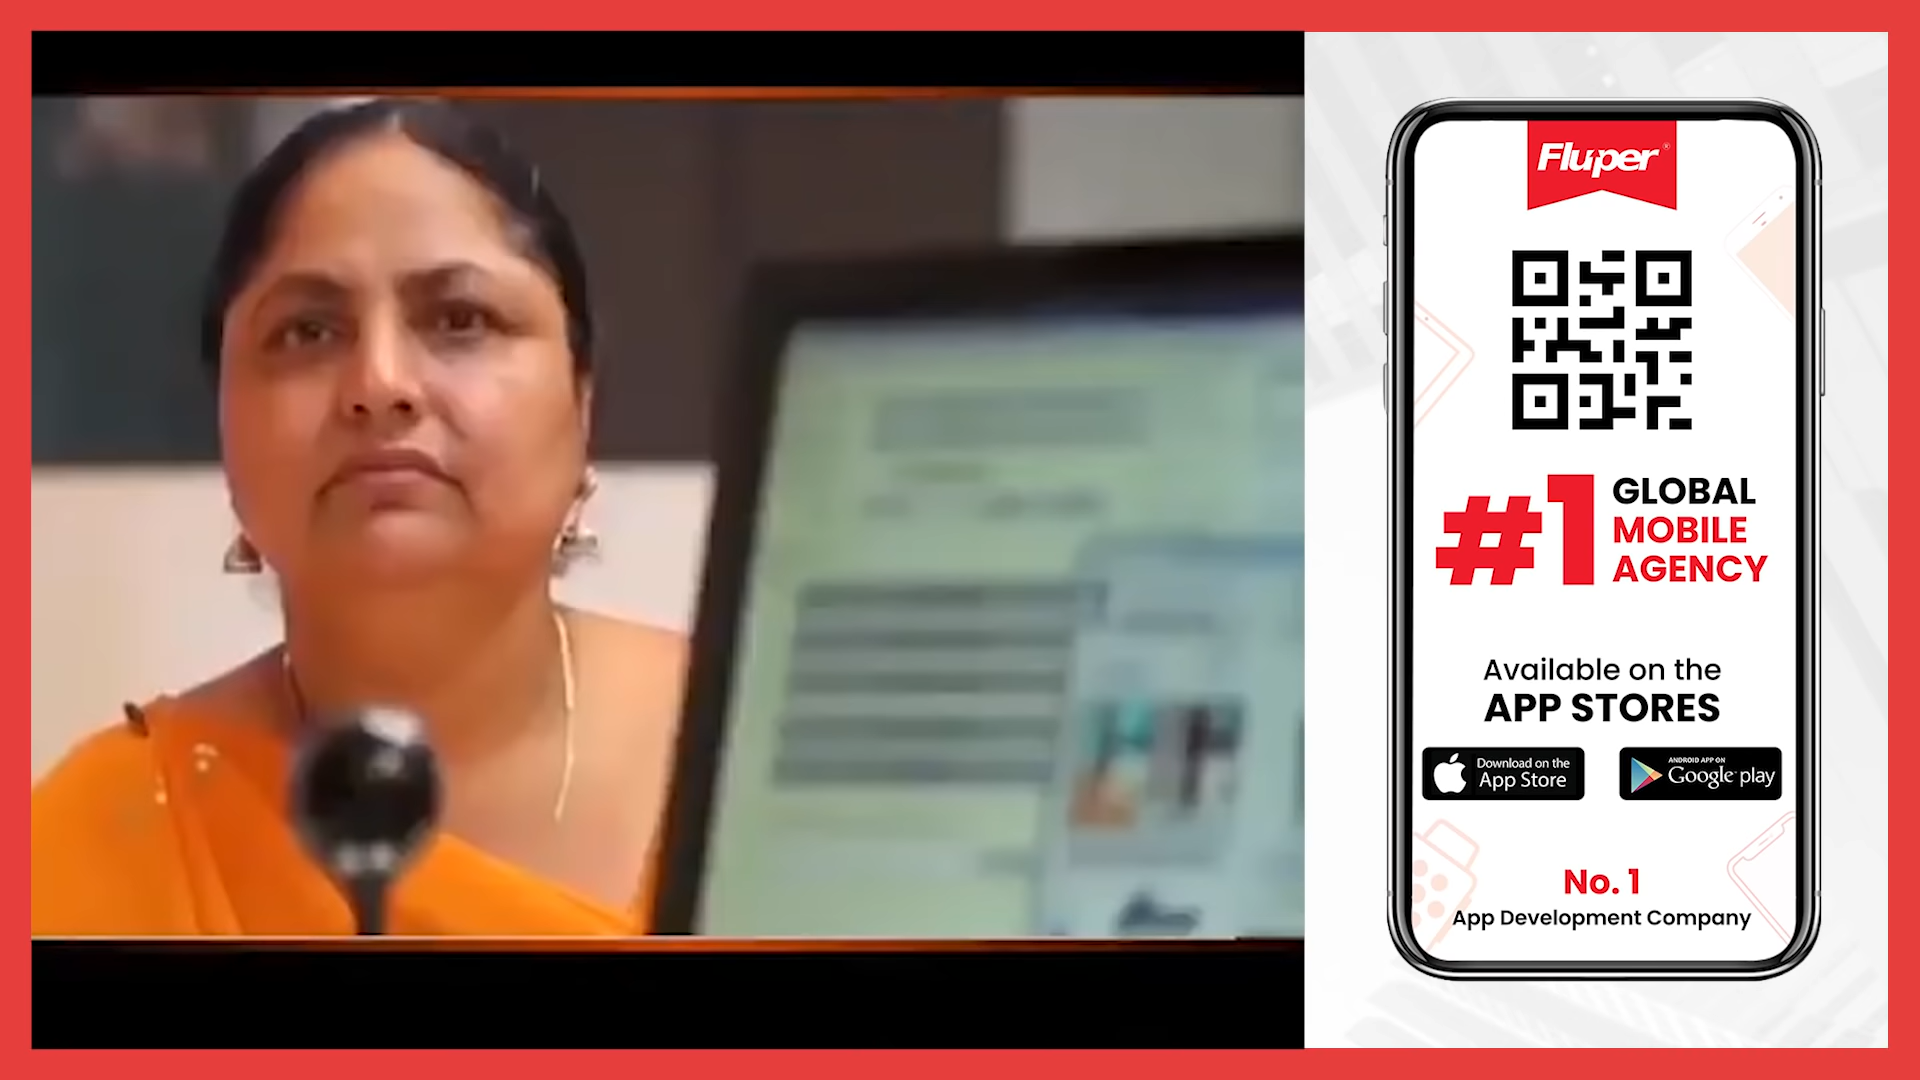 Fluper
#1
GLOBAL
MOBILE
AGENCY
Available on the
APP STORES
Download on the
App Store
ANDROID APP ON
Google play
No. 1
App Development Company